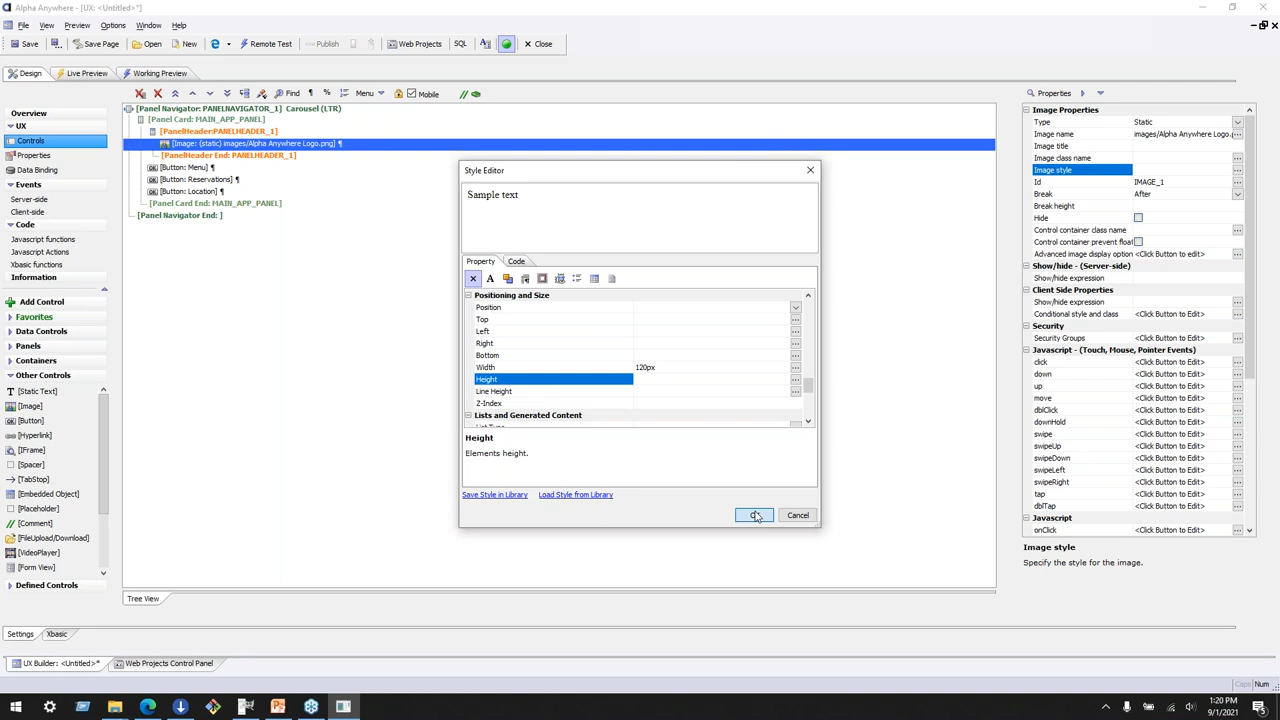 Alpha Anywhere - [UX: <Untitled>*]
File View Preview Options Window Help
Save Save Page Open New Remote Test Publish Web Projects SQL Close
Design Live Preview Working Preview
Find ¶ % Menu Mobile Properties
Overview
UX
Controls
Properties
Data Binding
Events
Server-side
Client-side
Code
Javascript functions
Javascript Actions
Xbasic functions
Information
Add Control
Favorites
Data Controls
Panels
Containers
Other Controls
[Static Text]
[Image]
[Button]
[Hyperlink]
[IFrame]
[Spacer]
[TabStop]
[Embedded Object]
[Placeholder]
[Comment]
[FileUpload/Download]
[VideoPlayer]
[Form View]
Defined Controls
[Panel Navigator: PANELNAVIGATOR_1] Carousel (LTR)
[Panel Card: MAIN_APP_PANEL]
[PanelHeader:PANELHEADER_1]
[Image: (static) images/Alpha Anywhere Logo.png] ¶
[PanelHeader End: PANELHEADER_1]
[Button: Menu] ¶
[Button: Reservations] ¶
[Button: Location] ¶
[Panel Card End: MAIN_APP_PANEL]
[Panel Navigator End: ]
Style Editor
Sample text
Property Code
A
Positioning and Size
Position
Top
Left
Right
Bottom
Width 120px
Height
Line Height
Z-Index
Lists and Generated Content
Height
Elements height.
Save Style in Library Load Style from Library
Cancel
Image Properties
Type Static
Image name images/Alpha Anywhere Logo.
Image title
Image class name
Image style
Id IMAGE_1
Break After
Break height
Hide
Control container class name
Control container prevent float
Advanced image display option <Click Button to Edit>
Show/hide - (Server-side)
Show/hide expression
Client Side Properties
Show/hide expression
Conditional style and class <Click Button to Edit>
Security
Security Groups <Click Button to Edit>
Javascript - (Touch, Mouse, Pointer Events)
click <Click Button to Edit>
down <Click Button to Edit>
up <Click Button to Edit>
move <Click Button to Edit>
dblClick <Click Button to Edit>
downHold <Click Button to Edit>
swipe <Click Button to Edit>
swipeUp <Click Button to Edit>
swipeDown <Click Button to Edit>
swipeLeft <Click Button to Edit>
swipeRight <Click Button to Edit>
tap <Click Button to Edit>
dblTap <Click Button to Edit>
Javascript
onClick <Click Button to Edit>
Image style
Specify the style for the image.
Tree View
Settings Xbasic
UX Builder: <Untitled>* Web Projects Control Panel
Caps Num
1:20 PM
9/1/2021